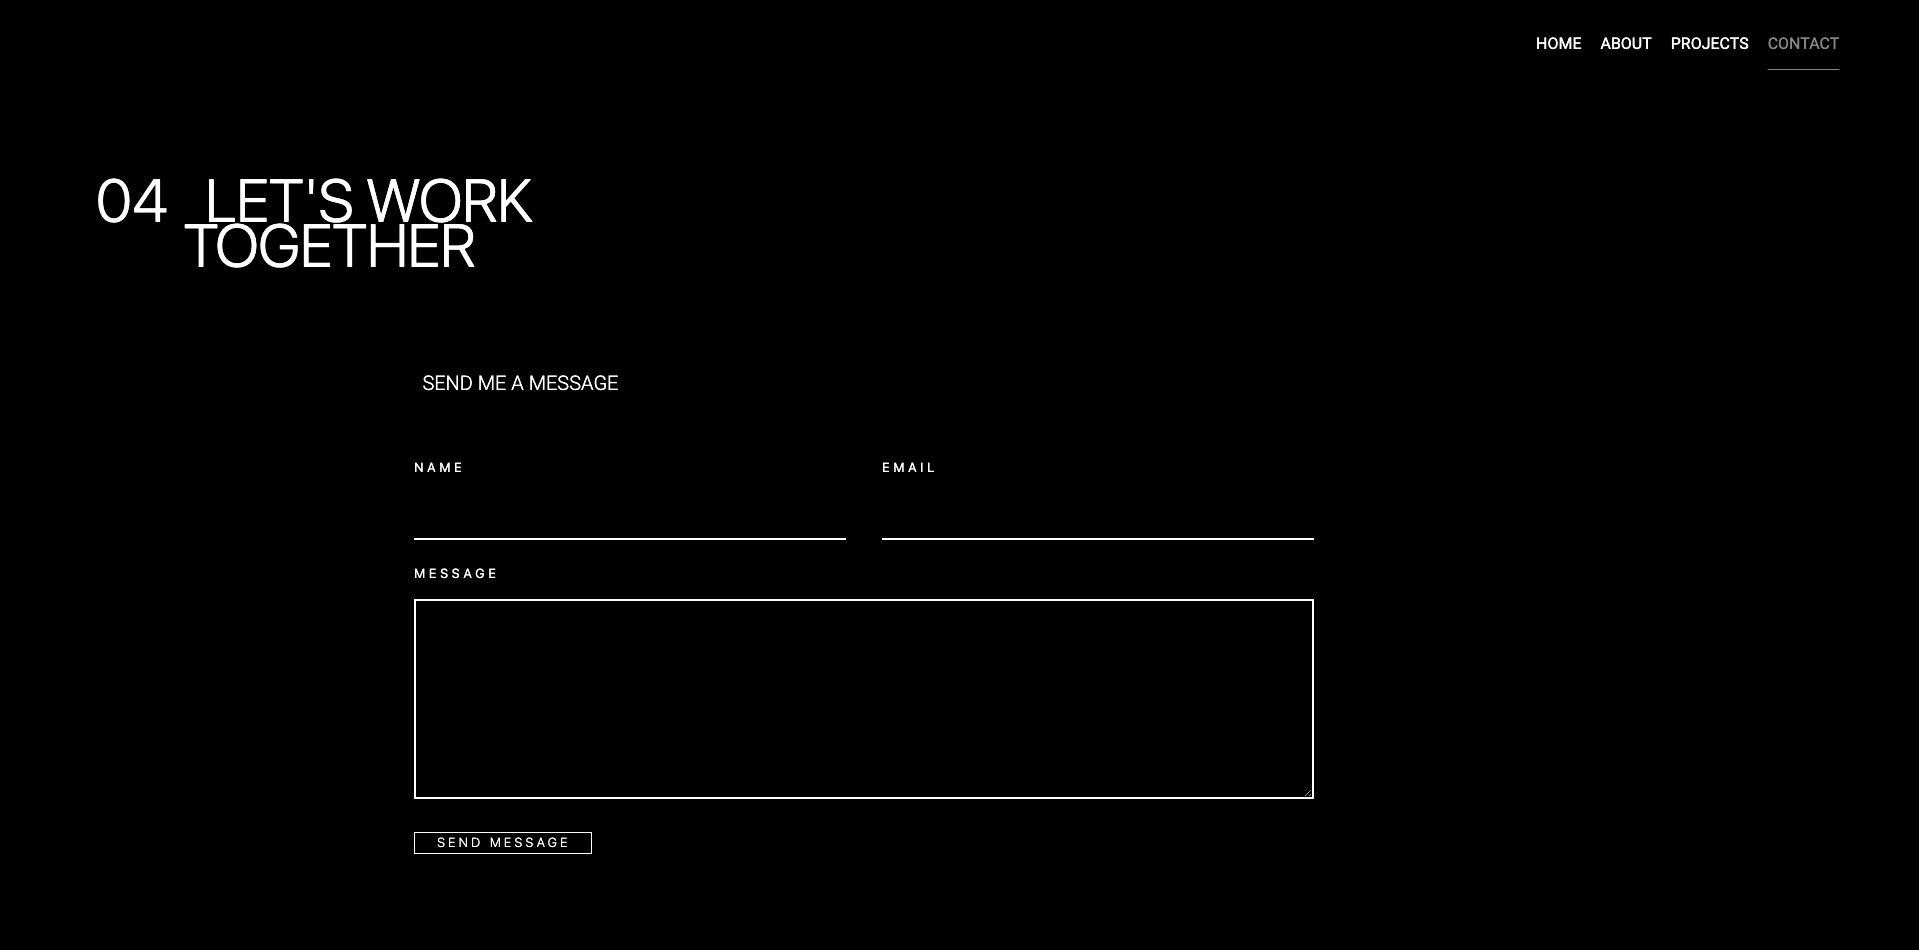 HOME ABOUT PROJECTS CONTACT
04 LET'S WORK
TOGETHER
SEND ME A MESSAGE
NAME EMAIL
MESSAGE
SEND MESSAGE